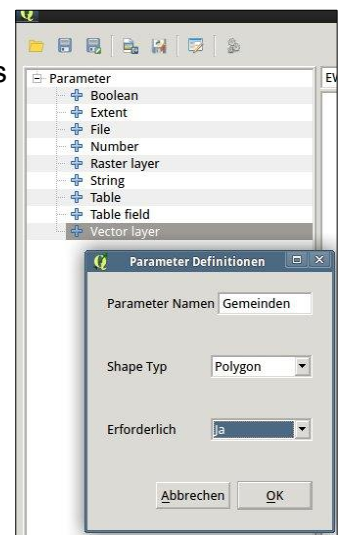 s
Parameter
EW
Boolean
Extent
File
Number
Raster layer
String
Table
Table field
Vector layer
Parameter Definitionen
Parameter Namen Gemeinden
Shape Typ Polygon
Erforderlich Ja
Abbrechen OK